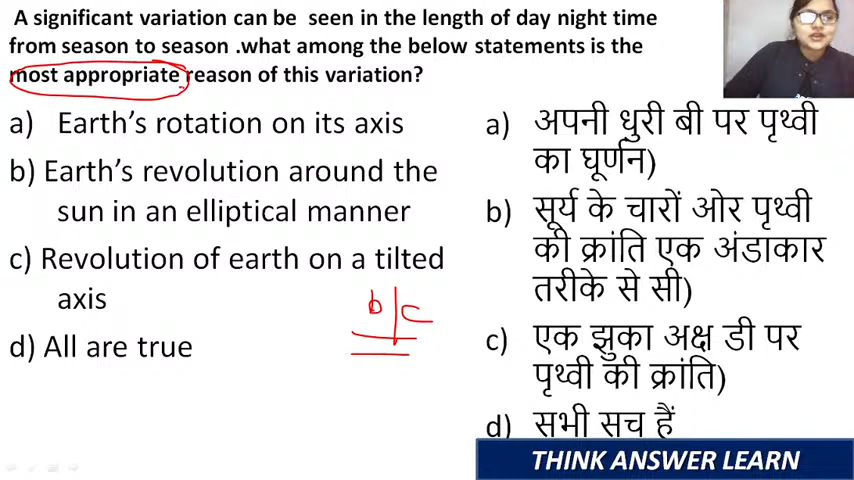 A significant variation can be seen in the length of day night time
from season to season .what among the below statements is the
most appropriate reason of this variation?
a) Earth's rotation on its axis
b) Earth's revolution around the
sun in an elliptical manner
c) Revolution of earth on a tilted
axis
d) All are true
b c
a) अपनी धुरी बी पर पृथ्वी
का घूर्णन)
b) सूर्य के चारों ओर पृथ्वी
की क्रांति एक अंडाकार
तरीके से सी)
c) एक झुका अक्ष डी पर
पृथ्वी की क्रांति)
d) सभी सच हैं
THINK ANSWER LEARN